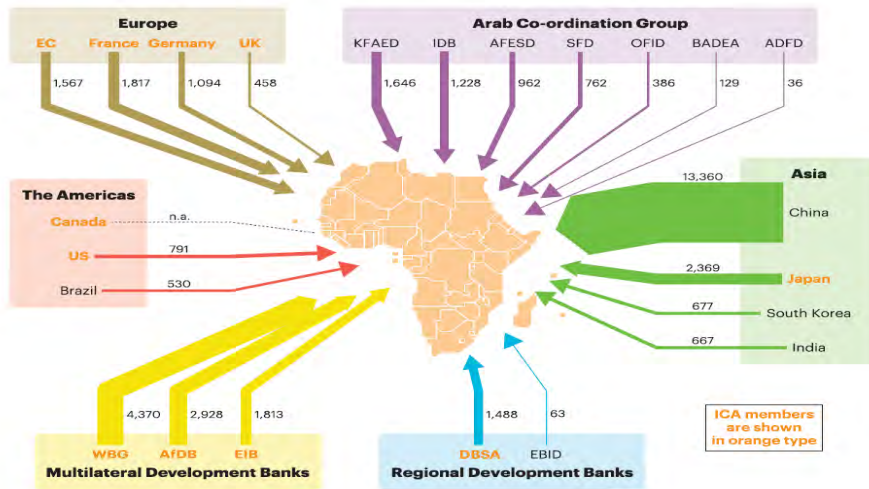 Europe
EC France Germany UK
1,567 1,817 1,094 458
Arab Co-ordination Group
KFAED IDB AFESD SFD OFID BADEA ADFD
1,646 1,228 962 762 386 129 36
The Americas
Canada n.a.
US 791
Brazil 530
Asia
13,360
China
2,369
Japan
677
South Korea
667
India
4,370 2,928 1,813
WBG AfDB EIB
Multilateral Development Banks
1,488 63
DBSA EBID
Regional Development Banks
ICA members
are shown
in orange type